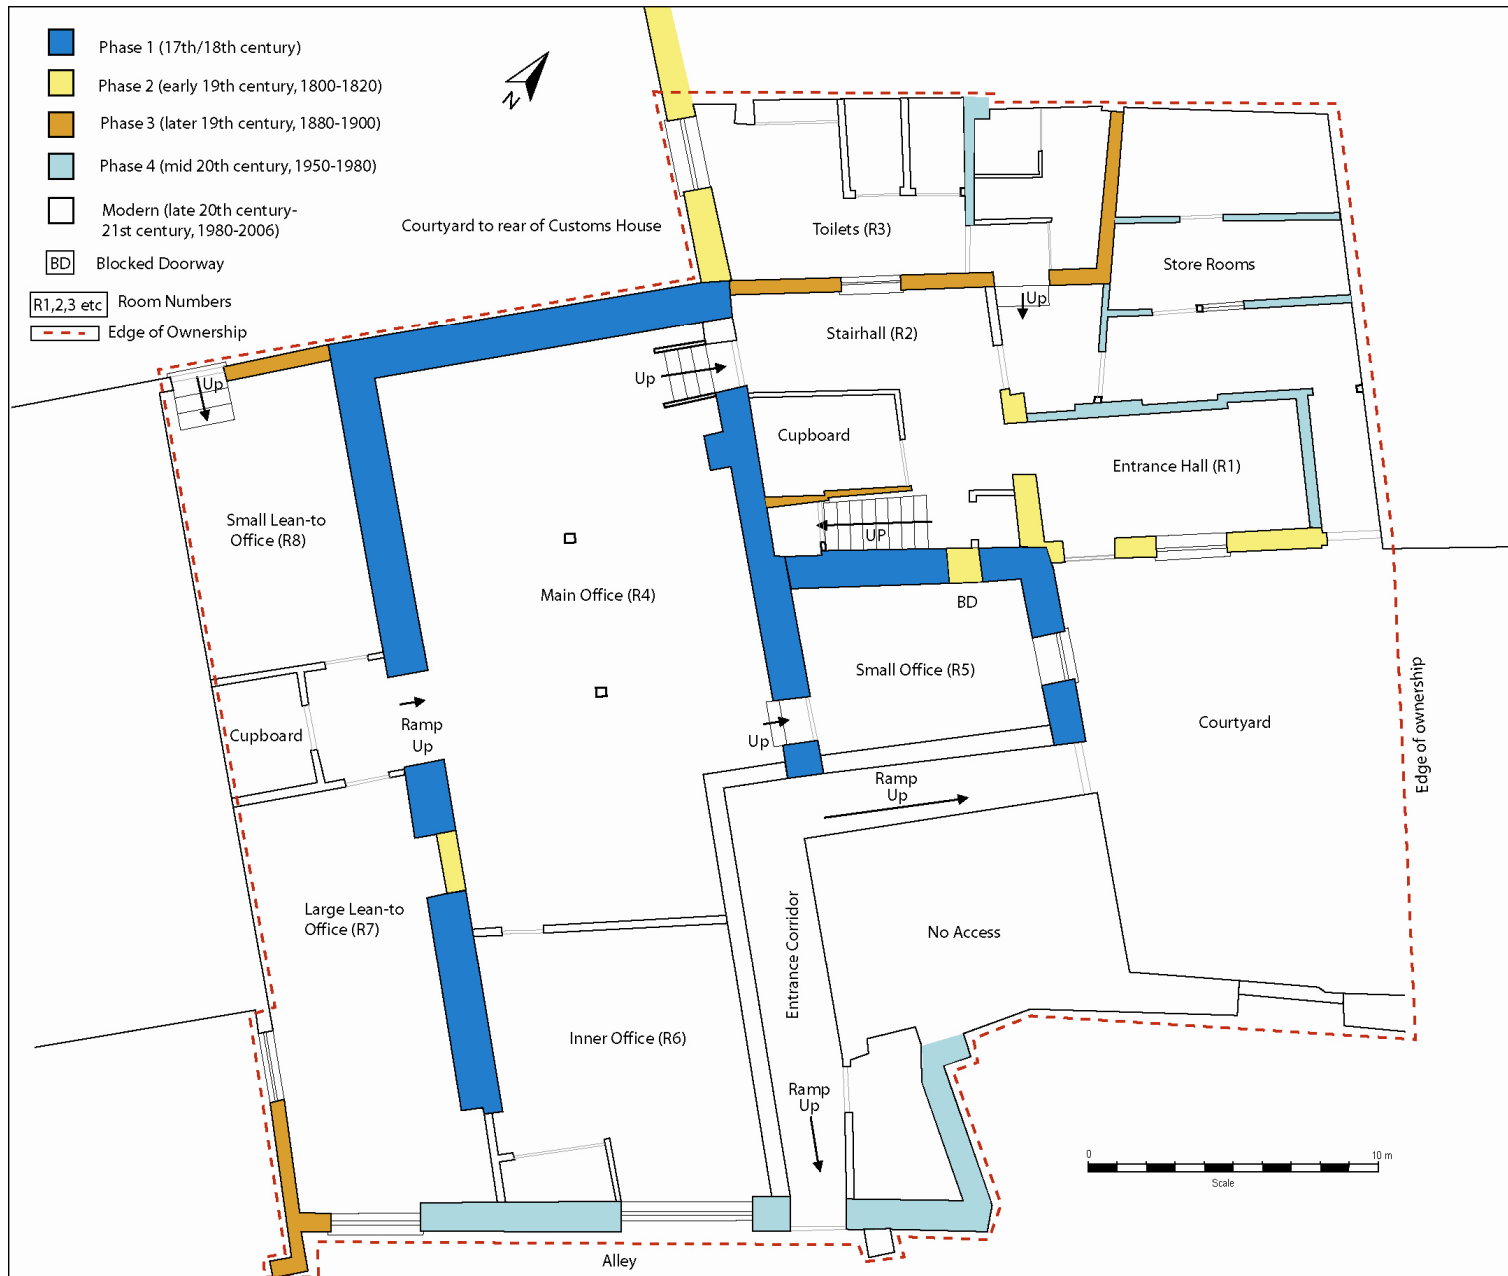 Phase 1 (17th/18th century)
Phase 2 (early 19th century, 1800-1820)
Phase 3 (later 19th century, 1880-1900)
Phase 4 (mid 20th century, 1950-1980)
Modern (late 20th century-
21st century, 1980-2006)
BD Blocked Doorway
R1,2,3 etc Room Numbers
Edge of Ownership
N
Courtyard to rear of Customs House
Toilets (R3)
Store Rooms
Up
Stairhall (R2)
Up
Up
Cupboard
Entrance Hall (R1)
Small Lean-to
Office (R8)
UP
Main Office (R4)
BD
Small Office (R5)
Edge of ownership
Cupboard
Ramp
Up
Up
Courtyard
Ramp
Up
Large Lean-to
Office (R7)
Entrance Corridor
No Access
Inner Office (R6)
Ramp
Up
0 10 m
Scale
Alley